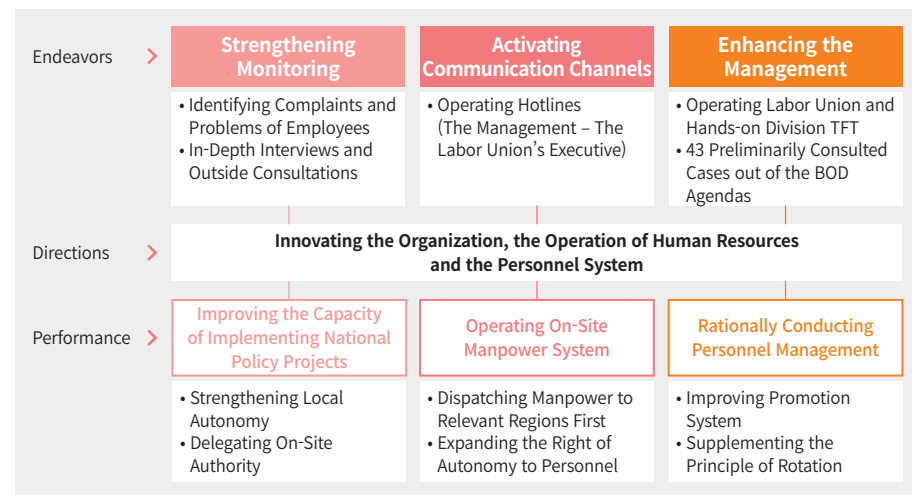 Endeavors
Strengthening
Monitoring
Activating
Communication Channels
Enhancing the
Management
• Identifying Complaints and
Problems of Employees
• In-Depth Interviews and
Outside Consultations
• Operating Hotlines
(The Management – The
Labor Union's Executive)
• Operating Labor Union and
Hands-on Division TFT
• 43 Preliminarily Consulted
Cases out of the BOD
Agendas
Directions
Innovating the Organization, the Operation of Human Resources
and the Personnel System
Performance
Improving the Capacity
of Implementing National
Policy Projects
Operating On-Site
Manpower System
Rationally Conducting
Personnel Management
• Strengthening Local
Autonomy
• Delegating On-Site
Authority
• Dispatching Manpower to
Relevant Regions First
• Expanding the Right of
Autonomy to Personnel
• Improving Promotion
System
• Supplementing the
Principle of Rotation